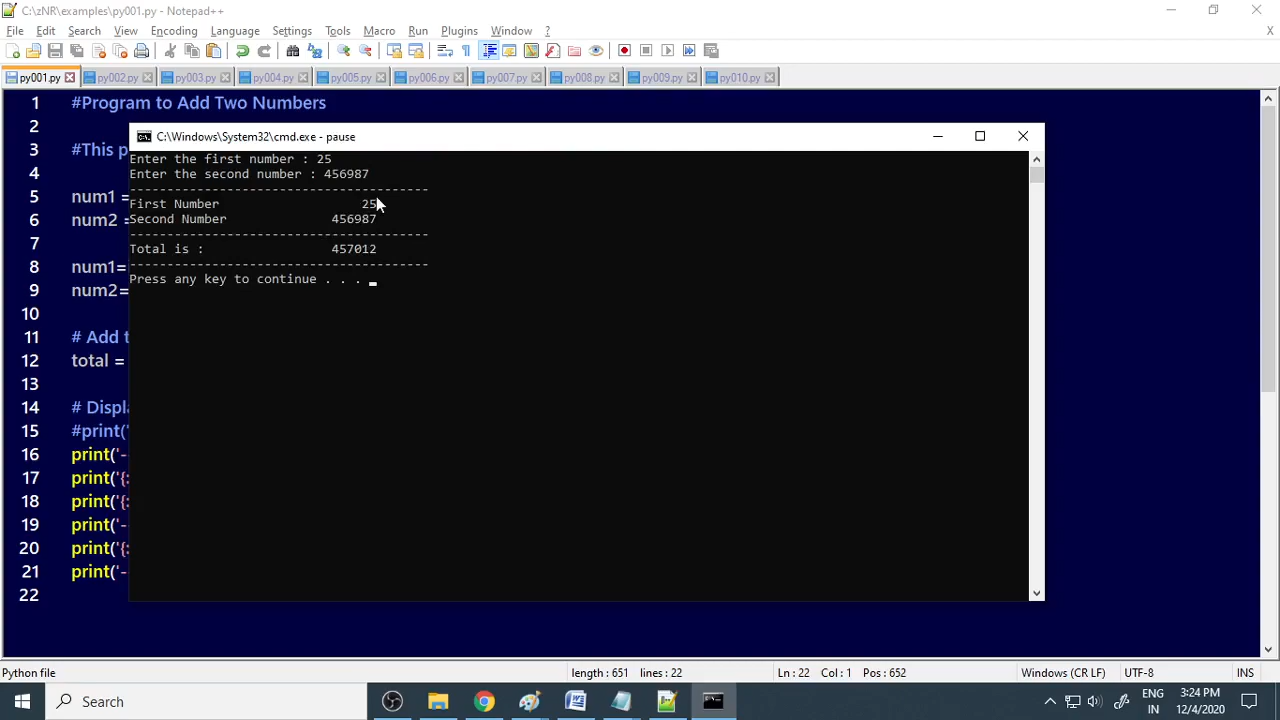 C:\zNR\examples\py001.py - Notepad++
File Edit Search View Encoding Language Settings Tools Macro Run Plugins Window ?
X
py001.py py002.py py003.py py004.py py005.py py006.py py007.py py008.py py009.py py010.py
1 #Program to Add Two Numbers
2
C:\Windows\System32\cmd.exe - pause
3 #This p
Enter the first number : 25
4 Enter the second number : 456987
----------------------------------------
5 num1 =
First Number 25
6 num2 =
Second Number 456987
----------------------------------------
7
Total is : 457012
----------------------------------------
8 num1=
Press any key to continue . . .
9 num2=
10
11 # Add t
12 total =
13
14 # Displ
15 #print('
16 print('-
17 print('{:
18 print('{:
19 print('-
20 print('{:
21 print('-
22
Python file length : 651 lines : 22 Ln : 22 Col : 1 Pos : 652 Windows (CR LF) UTF-8 INS
Search
ENG
IN
3:24 PM
12/4/2020